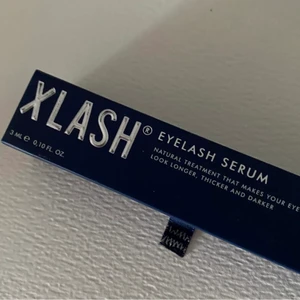 XLASH® EYELASH SERUM
NATURAL TREATMENT THAT MAKES YOUR EYE
LOOK LONGER, THICKER AND DARKER
3 ML ℮ 0.10 FL. OZ.